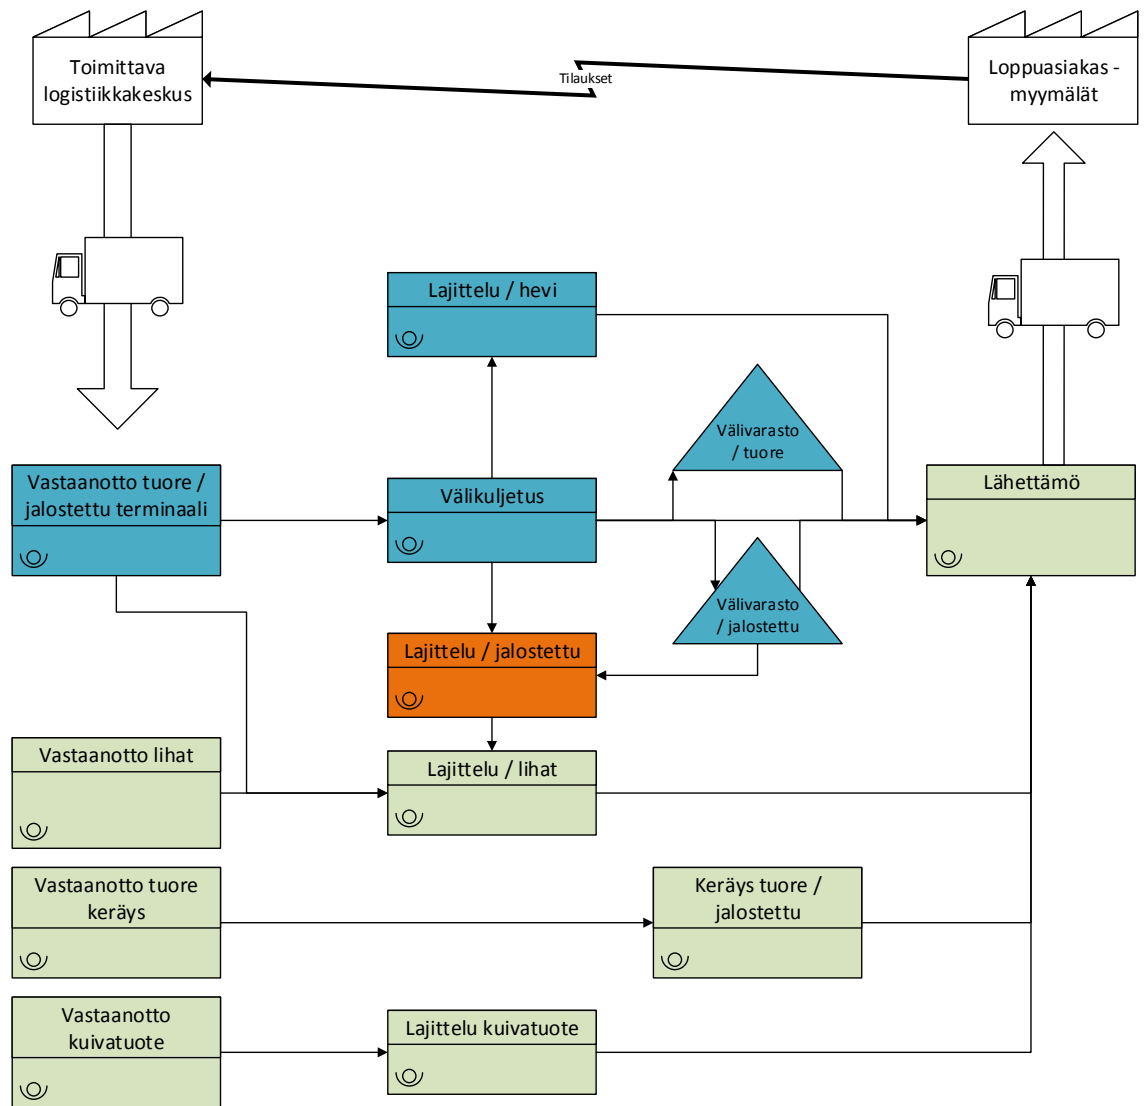 Toimittava
logistiikkakeskus
Tilaukset
Loppuasiakas -
myymälät
Lajittelu / hevi
Välivarasto
/ tuore
Vastaanotto tuore /
jalostettu terminaali
Välikuljetus
Lähettämö
Välivarasto
/ jalostettu
Lajittelu / jalostettu
Vastaanotto lihat
Lajittelu / lihat
Vastaanotto tuore
keräys
Keräys tuore /
jalostettu
Vastaanotto
kuivatuote
Lajittelu kuivatuote